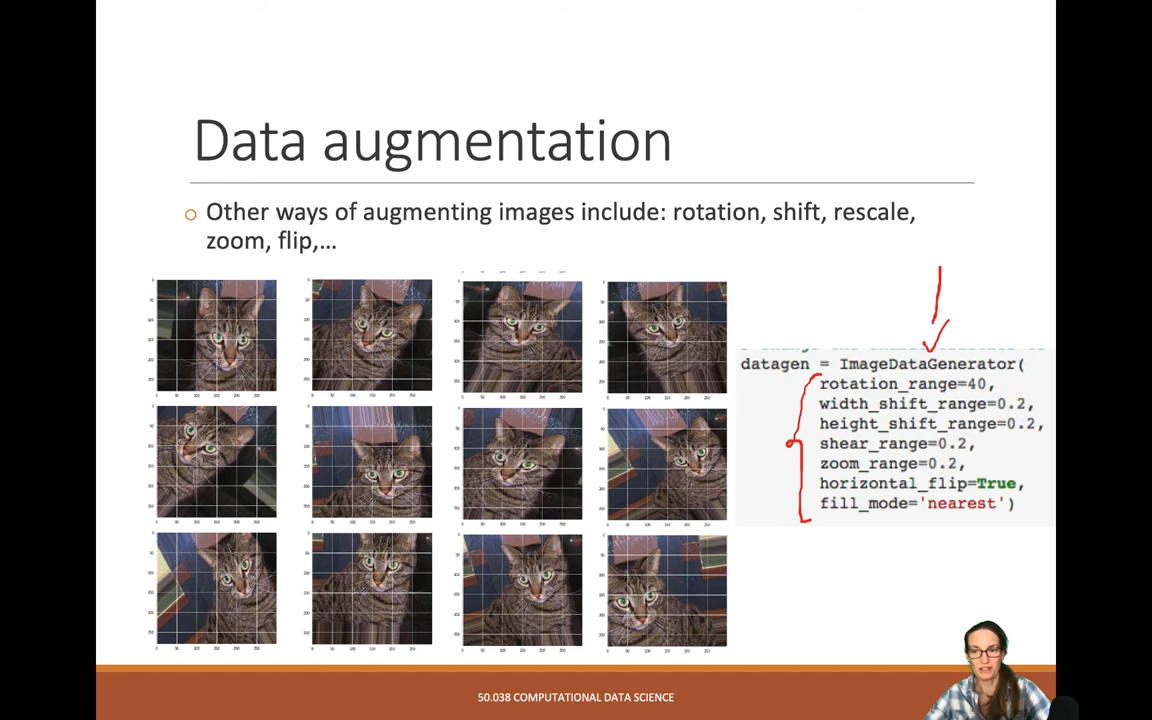 Data augmentation
Other ways of augmenting images include: rotation, shift, rescale,
zoom, flip,…
datagen = ImageDataGenerator(
rotation_range=40,
width_shift_range=0.2,
height_shift_range=0.2,
shear_range=0.2,
zoom_range=0.2,
horizontal_flip=True,
fill_mode='nearest')
50.038 COMPUTATIONAL DATA SCIENCE